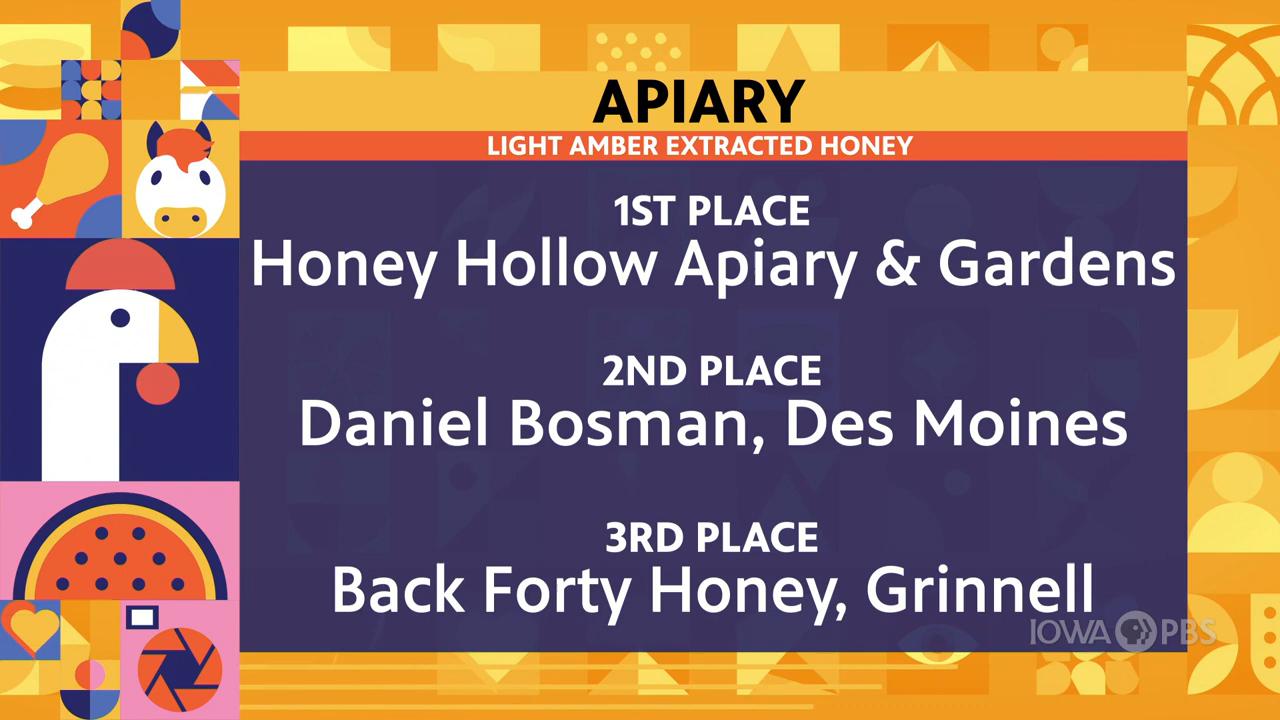 APIARY
LIGHT AMBER EXTRACTED HONEY
1ST PLACE
Honey Hollow Apiary & Gardens
2ND PLACE
Daniel Bosman, Des Moines
3RD PLACE
Back Forty Honey, Grinnell
IOWA PBS